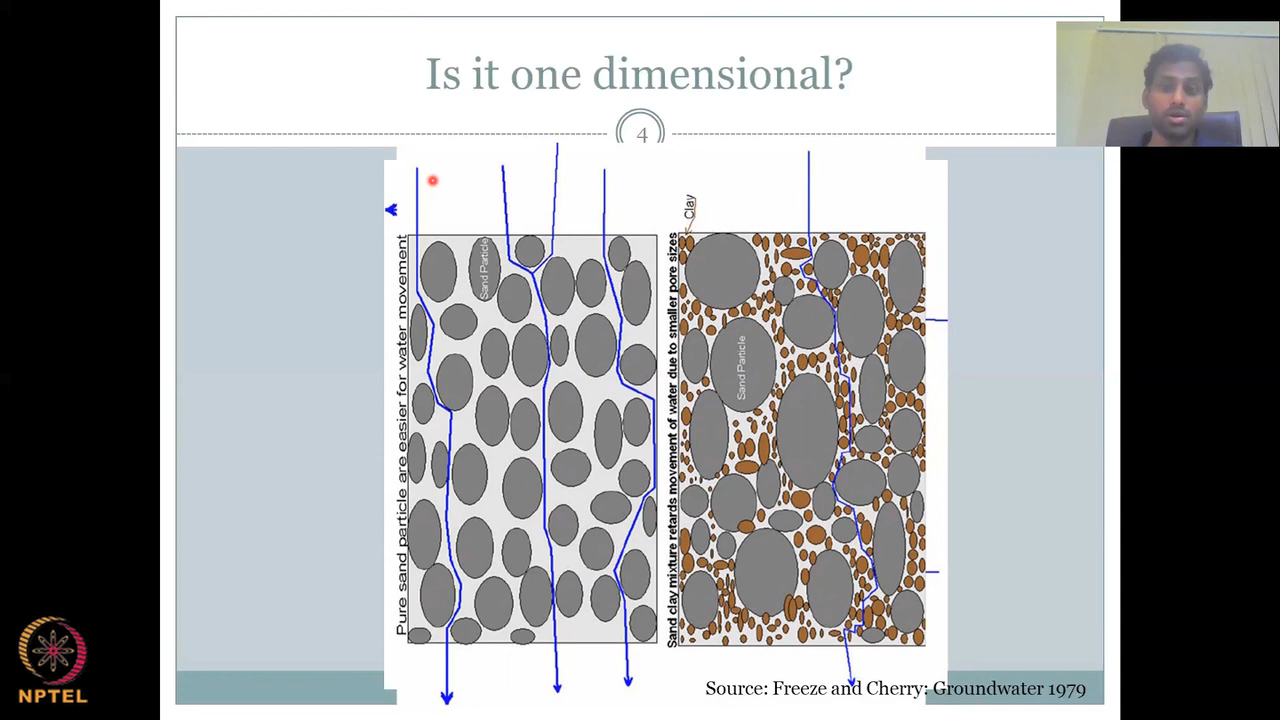 Is it one dimensional?
4
Pure sand particle are easier for water movement
Sand Particle
Sand clay mixture retards movement of water due to smaller pore sizes
Clay
Sand Particle
Source: Freeze and Cherry: Groundwater 1979
NPTEL